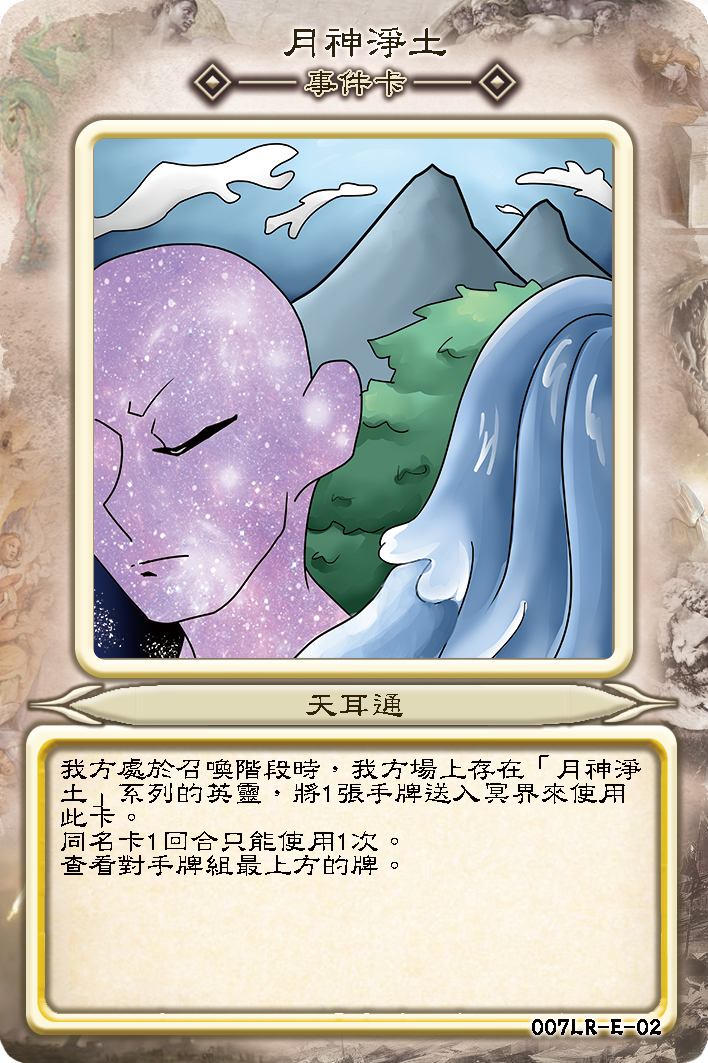 月神淨土
事件卡
天耳通
我方處於召喚階段時，我方場上存在「月神淨
土」系列的英靈，將1張手牌送入冥界來使用
此卡。
同名卡1回合只能使用1次。
查看對手牌組最上方的牌。
007LR-E-02